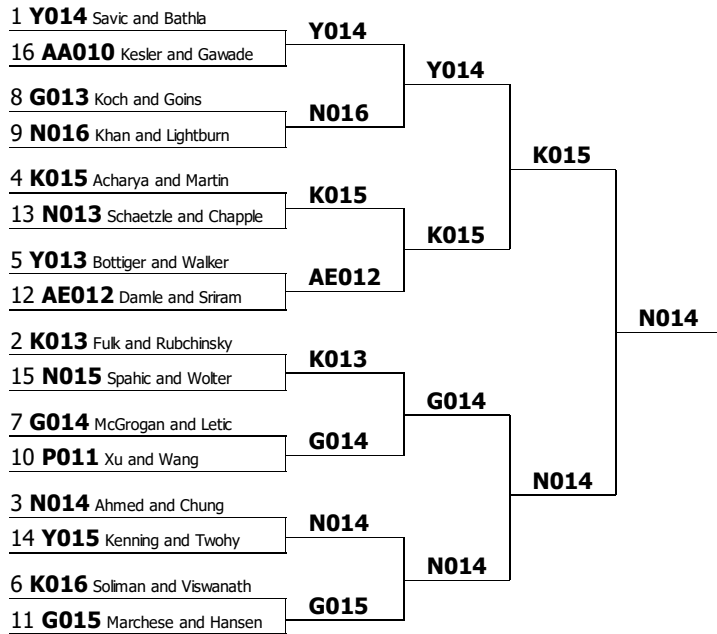 1 Y014 Savic and Bathla
16 AA010 Kesler and Gawade
8 G013 Koch and Goins
9 N016 Khan and Lightburn
4 K015 Acharya and Martin
13 N013 Schaetzle and Chapple
5 Y013 Bottiger and Walker
12 AE012 Damle and Sriram
2 K013 Fulk and Rubchinsky
15 N015 Spahic and Wolter
7 G014 McGrogan and Letic
10 P011 Xu and Wang
3 N014 Ahmed and Chung
14 Y015 Kenning and Twohy
6 K016 Soliman and Viswanath
11 G015 Marchese and Hansen
Y014
N016
K015
AE012
K013
G014
N014
G015
Y014
K015
G014
N014
K015
N014
N014